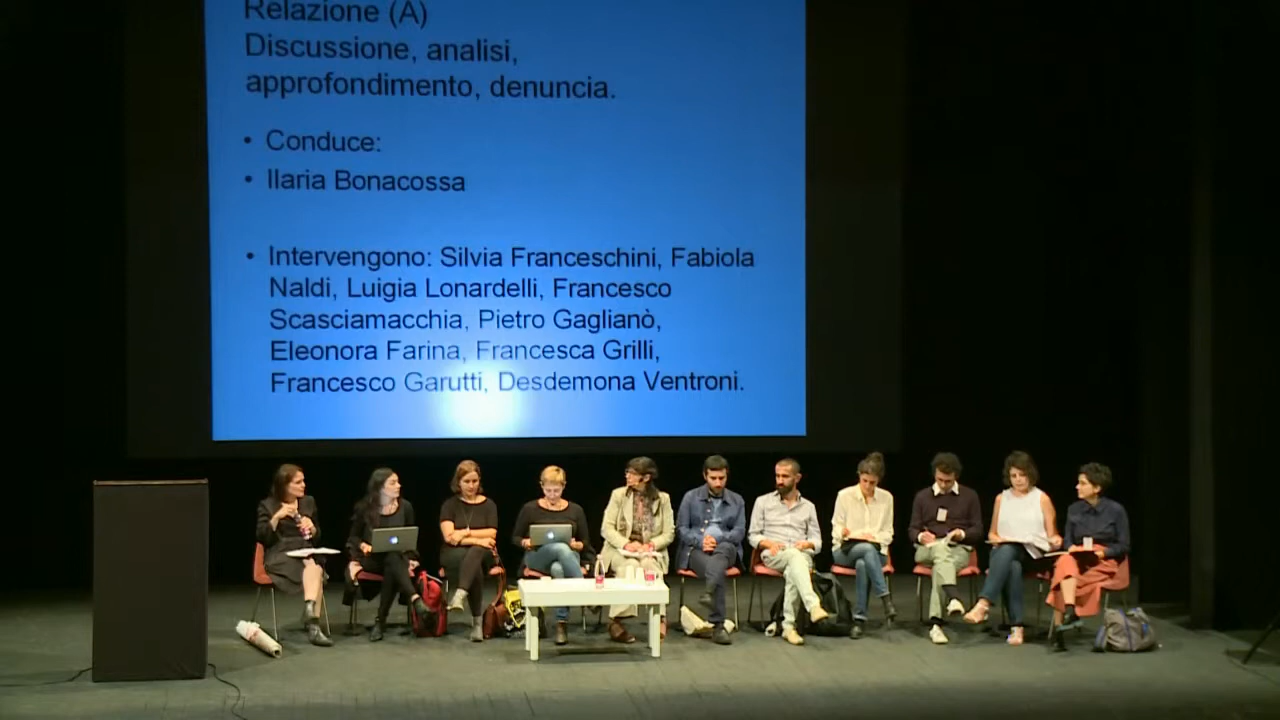 Relazione (A)
Discussione, analisi,
approfondimento, denuncia.
• Conduce:
• Ilaria Bonacossa
• Intervengono: Silvia Franceschini, Fabiola
Naldi, Luigia Lonardelli, Francesco
Scasciamacchia, Pietro Gaglianò,
Eleonora Farina, Francesca Grilli,
Francesco Garutti, Desdemona Ventroni.